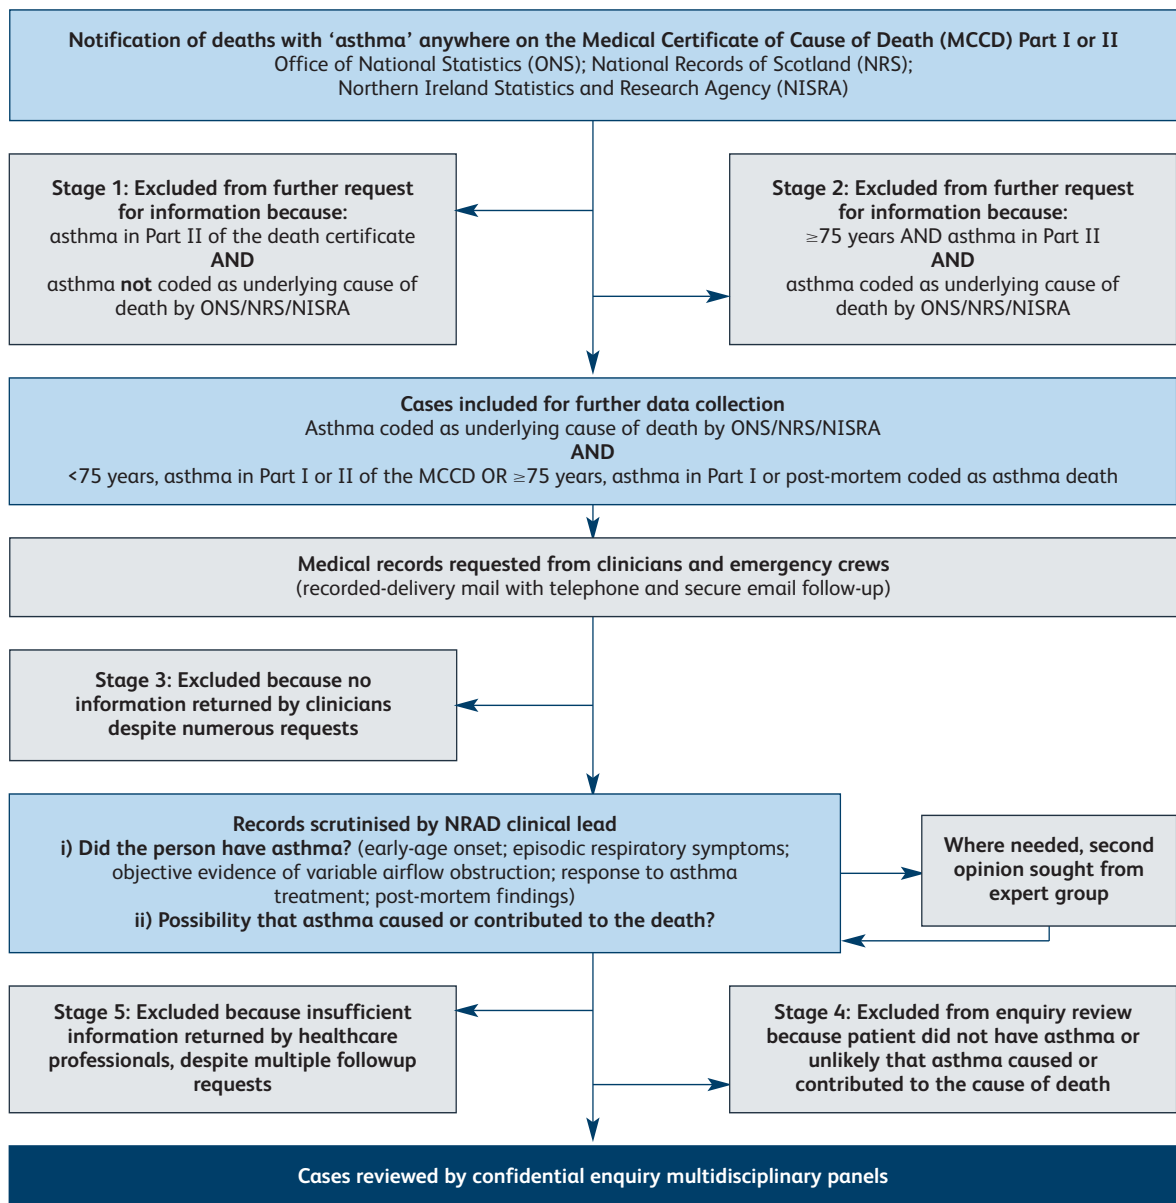 Notification of deaths with ‘asthma’ anywhere on the Medical Certificate of Cause of Death (MCCD) Part I or II
Office of National Statistics (ONS); National Records of Scotland (NRS);
Northern Ireland Statistics and Research Agency (NISRA)
Stage 1: Excluded from further request
for information because:
asthma in Part II of the death certificate
AND
asthma not coded as underlying cause of
death by ONS/NRS/NISRA
Stage 2: Excluded from further request
for information because:
≥75 years AND asthma in Part II
AND
asthma coded as underlying cause of
death by ONS/NRS/NISRA
Cases included for further data collection
Asthma coded as underlying cause of death by ONS/NRS/NISRA
AND
<75 years, asthma in Part I or II of the MCCD OR ≥75 years, asthma in Part I or post-mortem coded as asthma death
Medical records requested from clinicians and emergency crews
(recorded-delivery mail with telephone and secure email follow-up)
Stage 3: Excluded because no
information returned by clinicians
despite numerous requests
Records scrutinised by NRAD clinical lead
i) Did the person have asthma? (early-age onset; episodic respiratory symptoms;
objective evidence of variable airflow obstruction; response to asthma
treatment; post-mortem findings)
ii) Possibility that asthma caused or contributed to the death?
Where needed, second
opinion sought from
expert group
Stage 5: Excluded because insufficient
information returned by healthcare
professionals, despite multiple followup
requests
Stage 4: Excluded from enquiry review
because patient did not have asthma or
unlikely that asthma caused or
contributed to the cause of death
Cases reviewed by confidential enquiry multidisciplinary panels